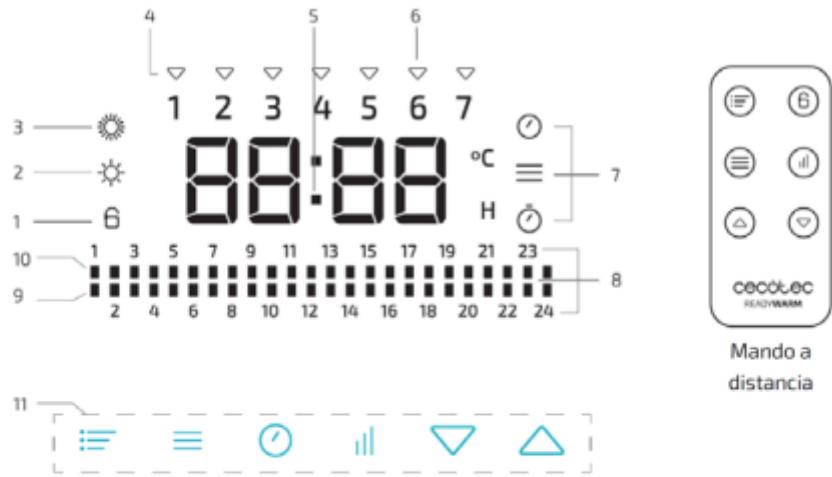 4 5 6
1 2 3 4 5 6 7
3
2
1
88:88
°C
H
7
1 3 5 7 9 11 13 15 17 19 21 23
10
9
8
2 4 6 8 10 12 14 16 18 20 22 24
11
cecotec
READYWARM
Mando a
distancia